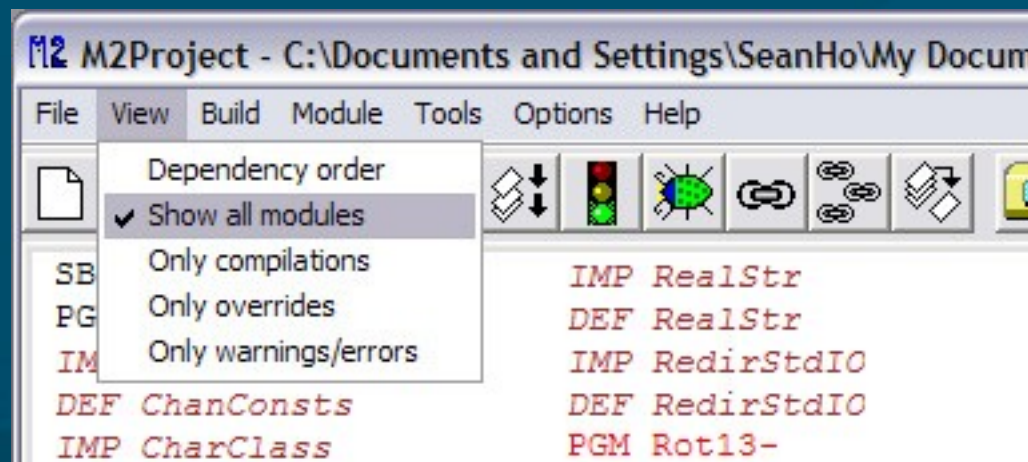 M2 M2Project - C:\Documents and Settings\SeanHo\My Docum
File View Build Module Tools Options Help
Dependency order
Show all modules
Only compilations
Only overrides
Only warnings/errors
SB
PG
IM
DEF ChanConsts
IMP CharClass
IMP RealStr
DEF RealStr
IMP RedirStdIO
DEF RedirStdIO
PGM Rot13-